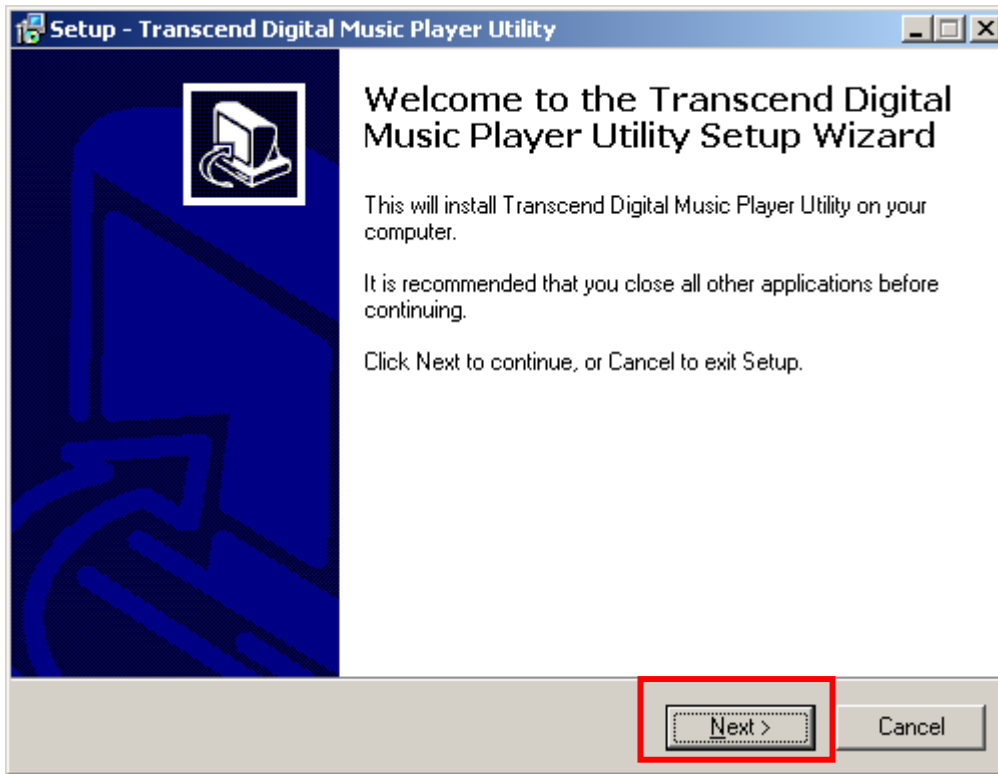 Setup - Transcend Digital Music Player Utility
Welcome to the Transcend Digital
Music Player Utility Setup Wizard
This will install Transcend Digital Music Player Utility on your
computer.
It is recommended that you close all other applications before
continuing.
Click Next to continue, or Cancel to exit Setup.
Next >
Cancel